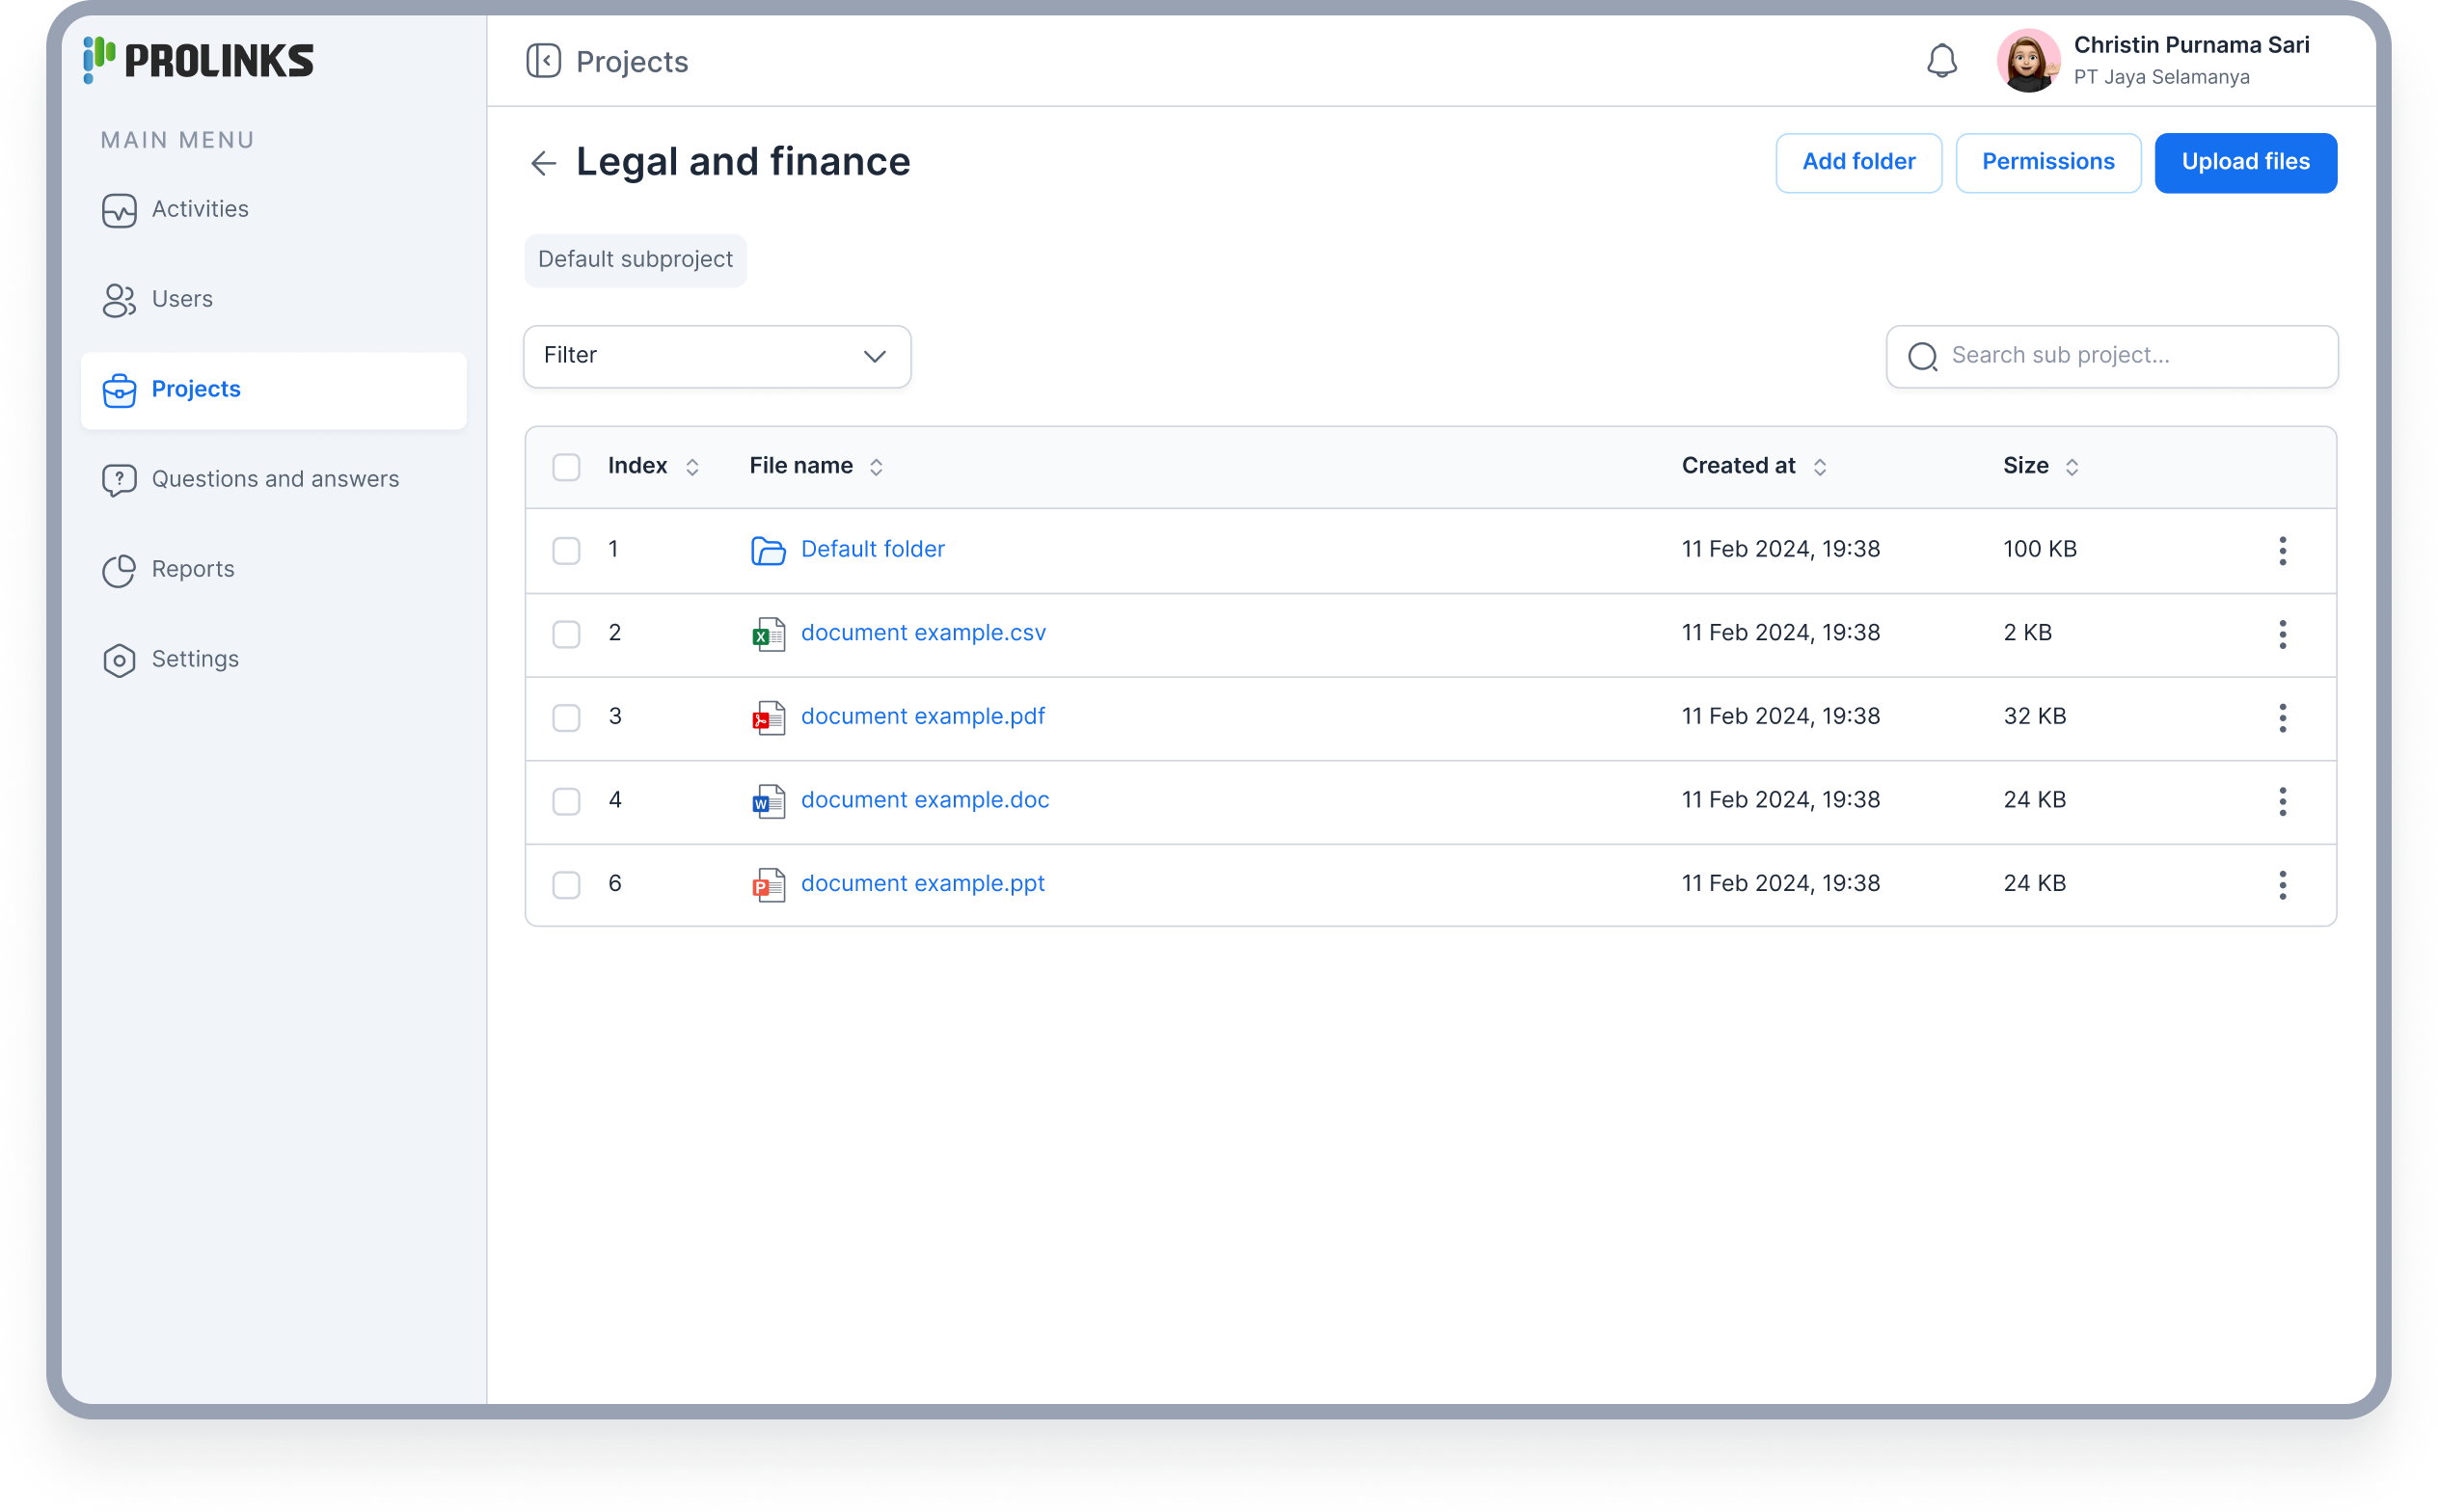 PROLINKS
Projects
Christin Purnama Sari
PT Jaya Selamanya
MAIN MENU
Activities
Users
Projects
Questions and answers
Reports
Settings
Legal and finance
Add folder
Permissions
Upload files
Default subproject
Filter
Search sub project...
Index File name Created at Size
1 Default folder 11 Feb 2024, 19:38 100 KB
2 document example.csv 11 Feb 2024, 19:38 2 KB
3 document example.pdf 11 Feb 2024, 19:38 32 KB
4 document example.doc 11 Feb 2024, 19:38 24 KB
6 document example.ppt 11 Feb 2024, 19:38 24 KB